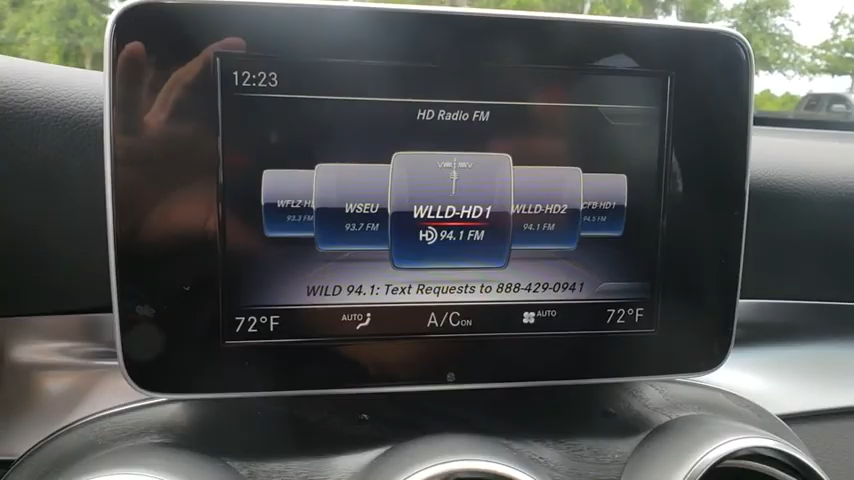 12:23
HD Radio FM
WFLZ-H
93.3 FM
WSEU
93.7 FM
WLLD-HD1
HD 94.1 FM
WLLD-HD2
94.1 FM
CFB-HD1
94.5 FM
WILD 94.1: Text Requests to 888-429-0941
72°F
AUTO
A/C ON
AUTO
72°F